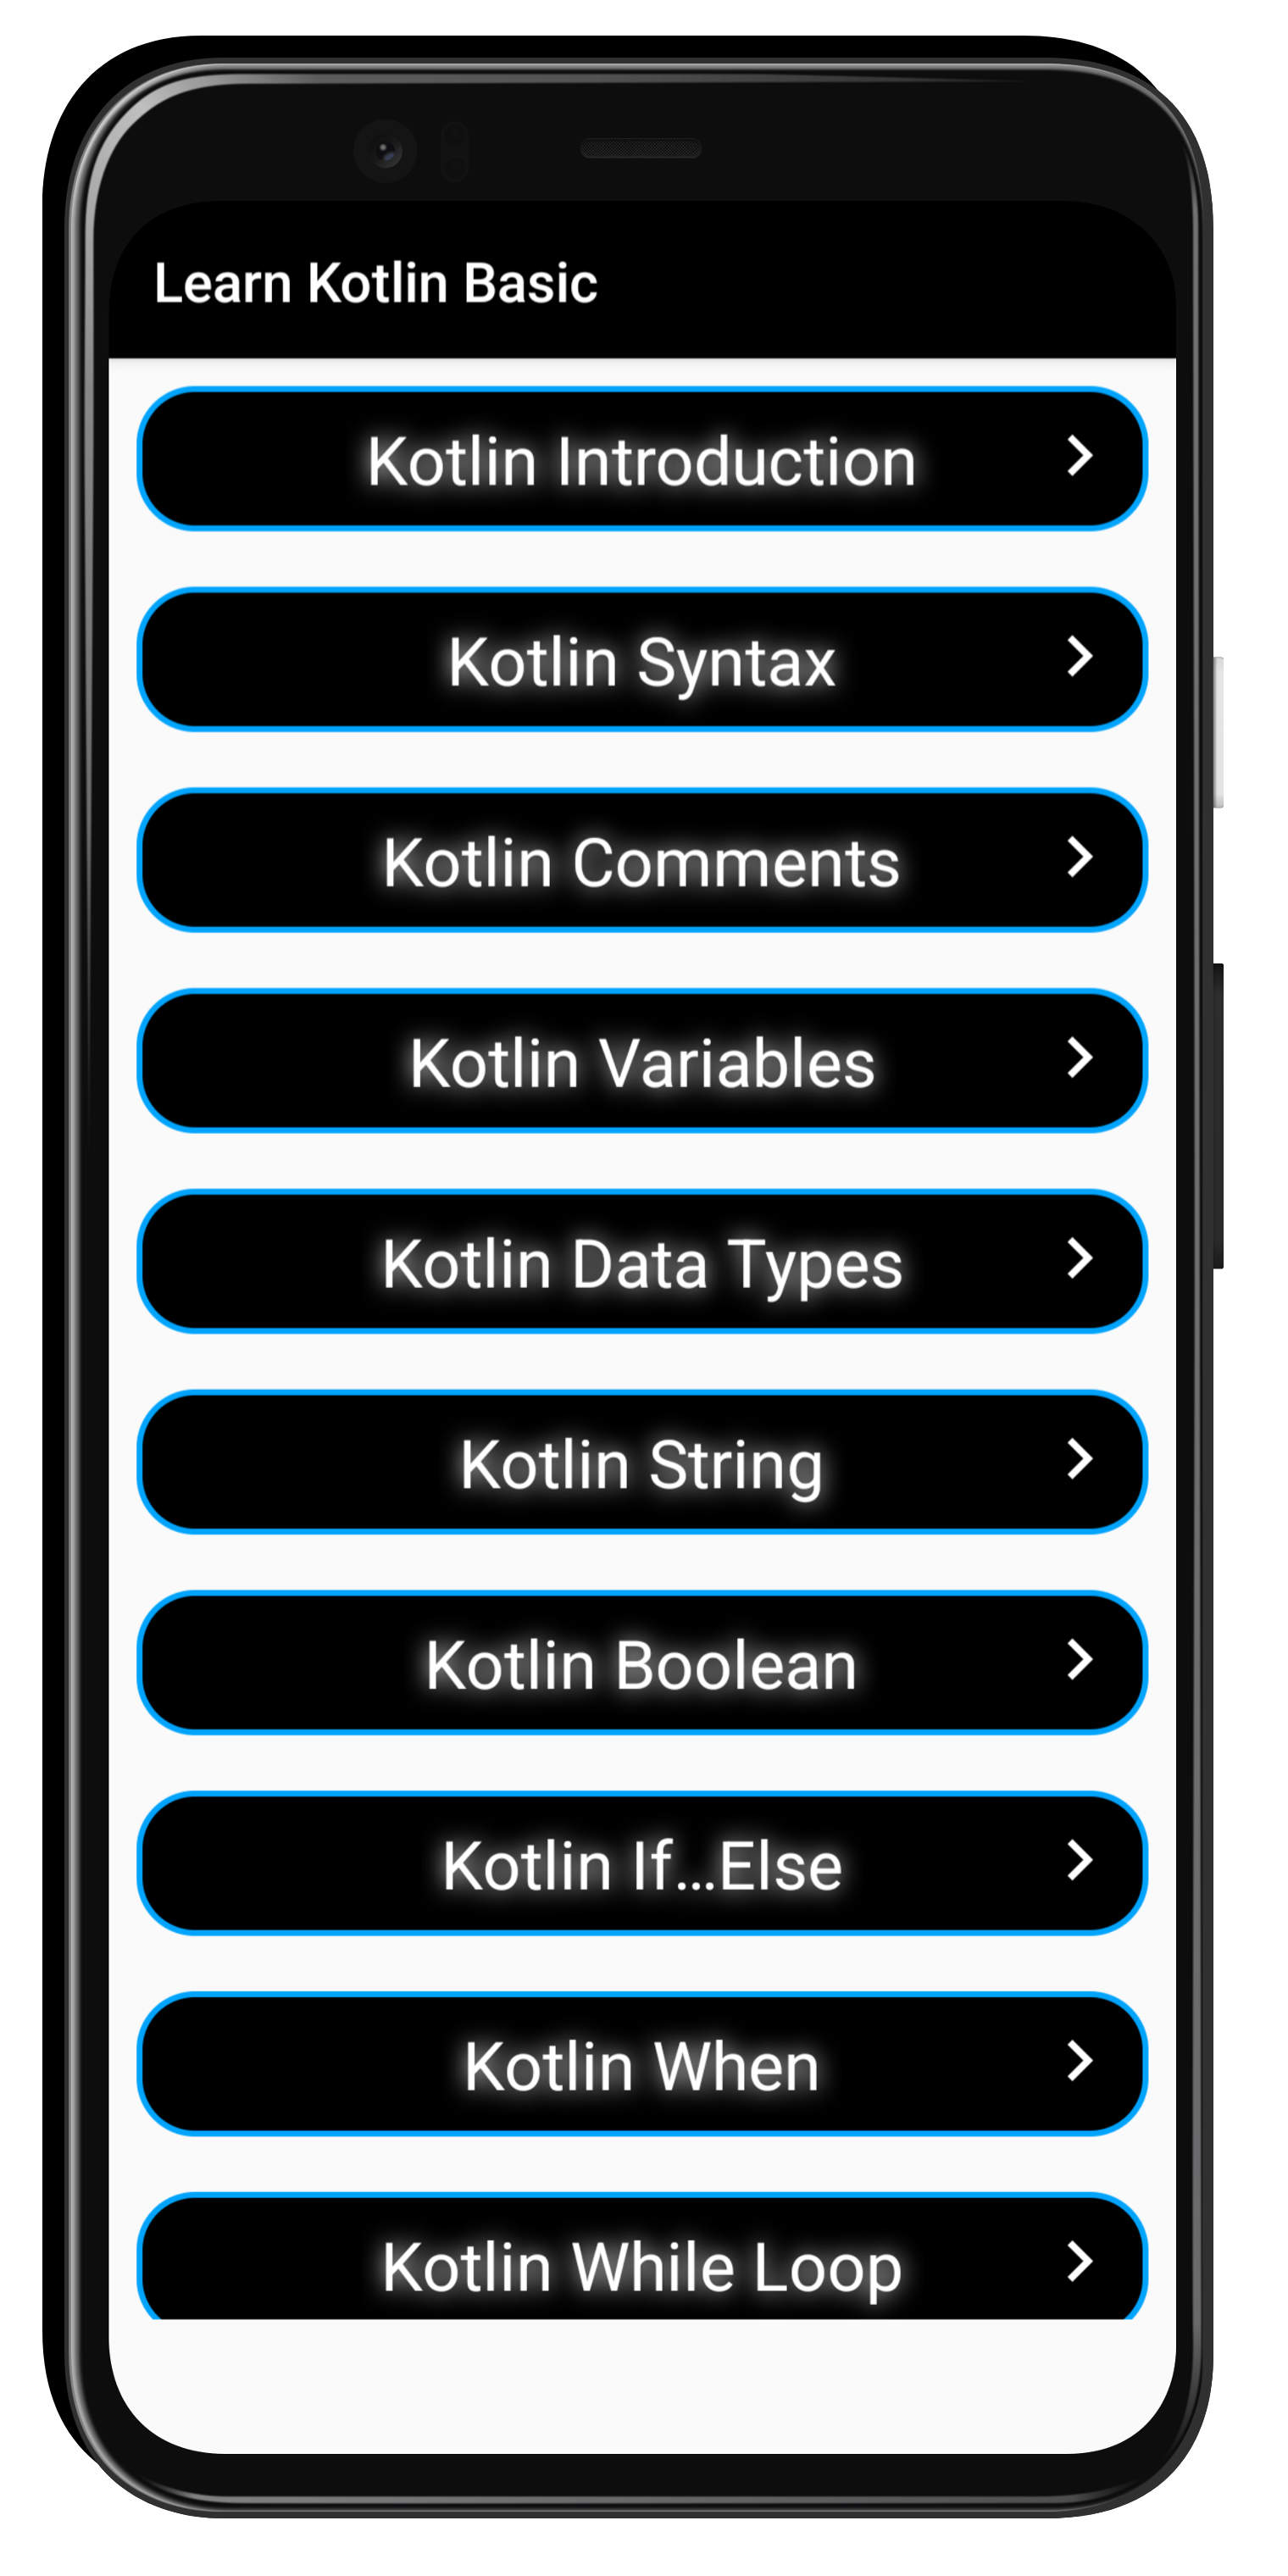 Learn Kotlin Basic
Kotlin Introduction
Kotlin Syntax
Kotlin Comments
Kotlin Variables
Kotlin Data Types
Kotlin String
Kotlin Boolean
Kotlin If...Else
Kotlin When
Kotlin While Loop